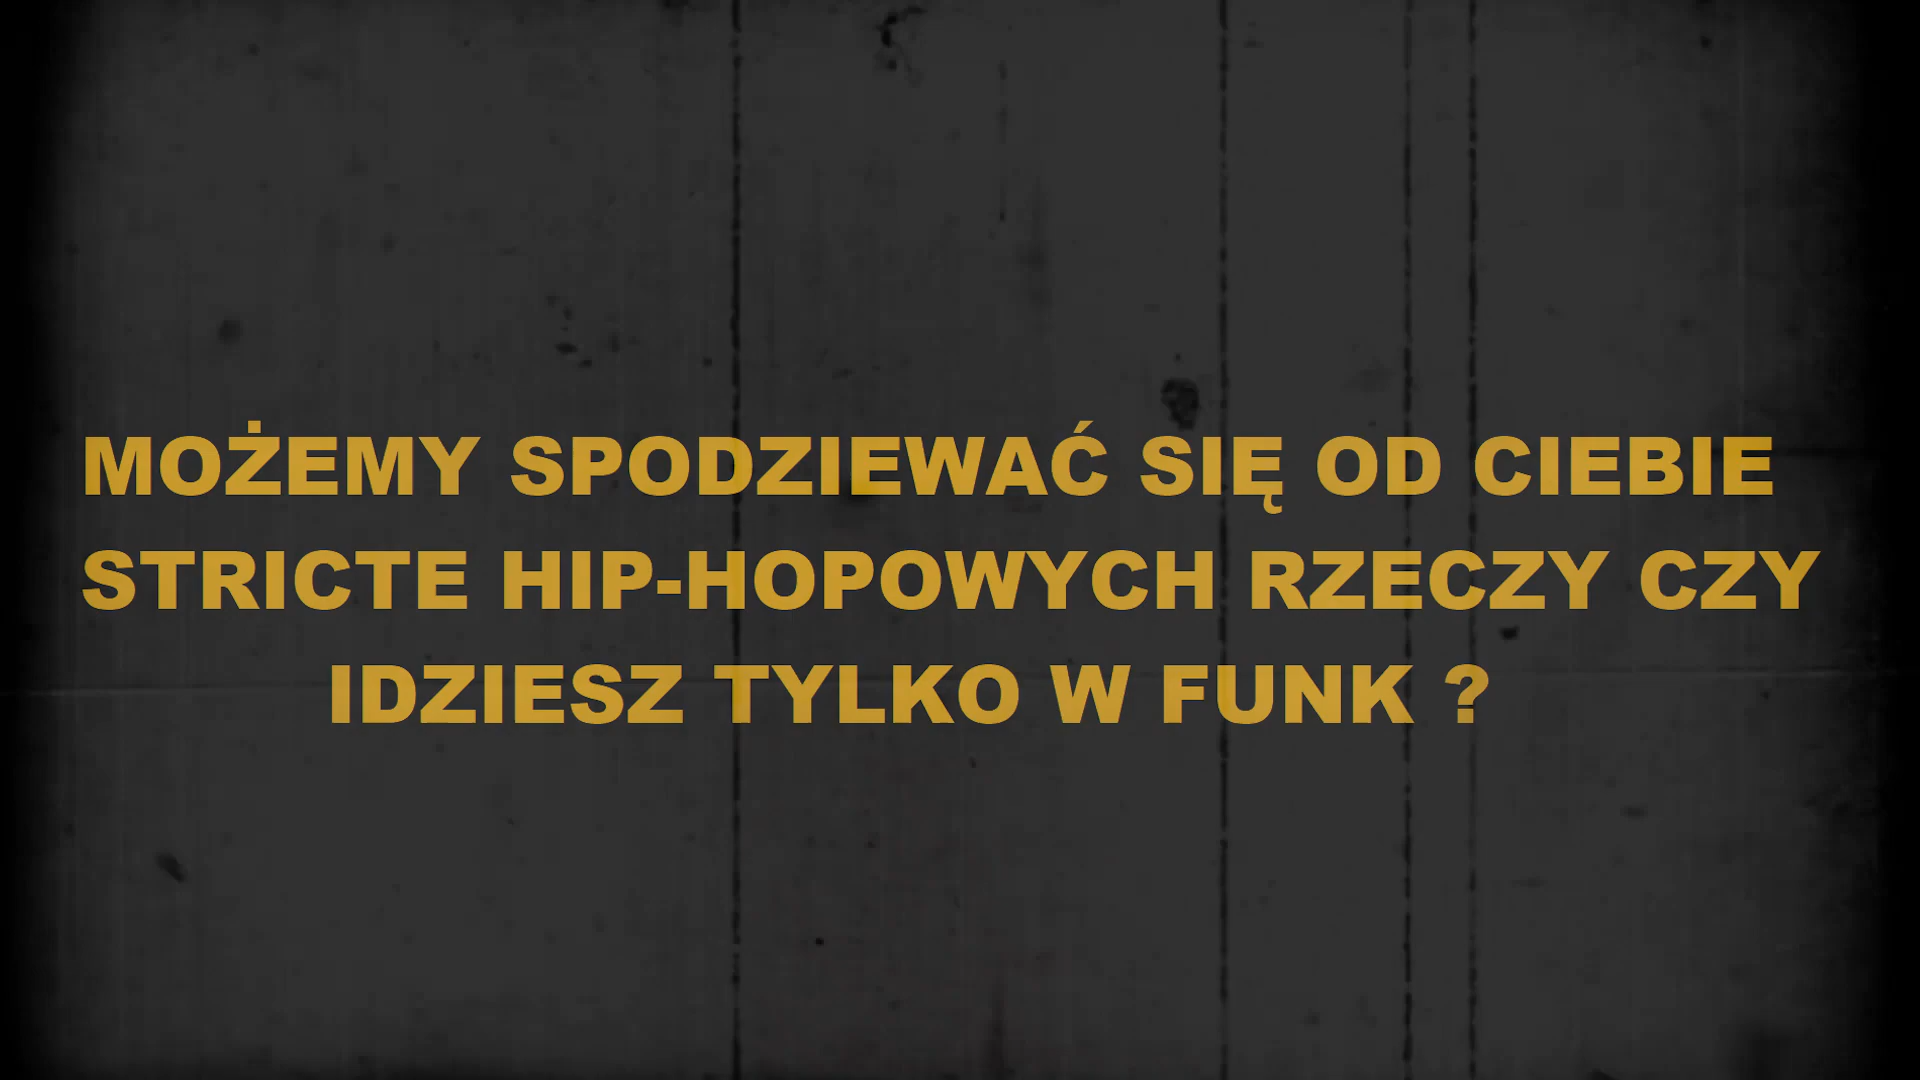 MOŻEMY SPODZIEWAĆ SIĘ OD CIEBIE
STRICTE HIP-HOPOWYCH RZECZY CZY
IDZIESZ TYLKO W FUNK ?